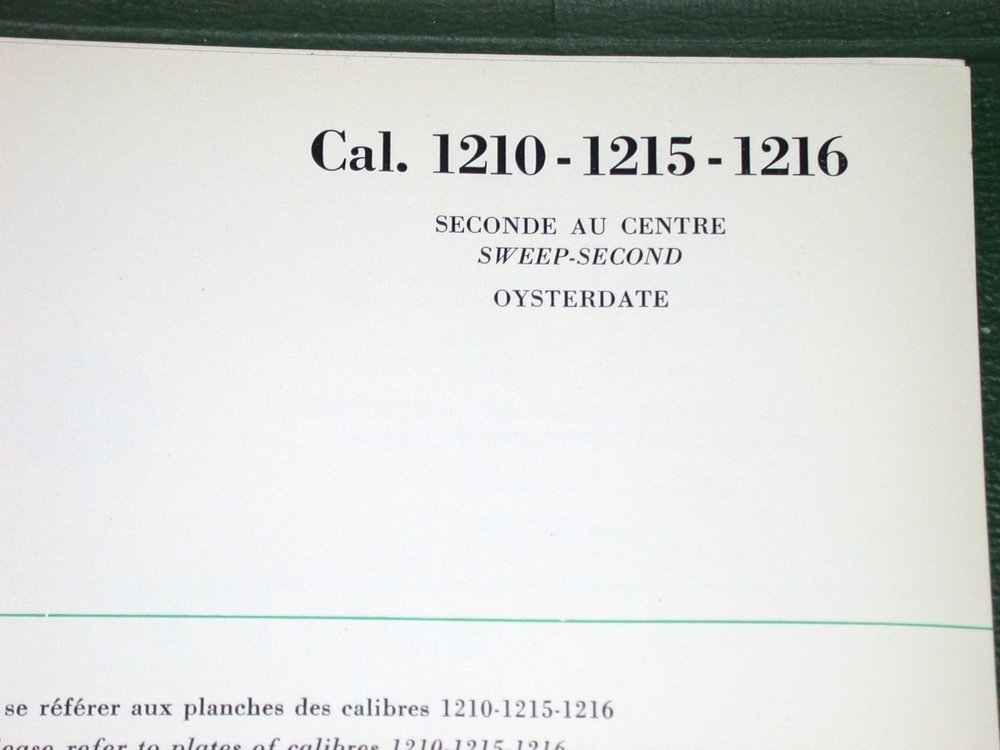 Cal. 1210 - 1215 - 1216
SECONDE AU CENTRE
SWEEP-SECOND
OYSTERDATE
se référer aux planches des calibres 1210-1215-1216
refer to plates of calibres 1210-1215-1216